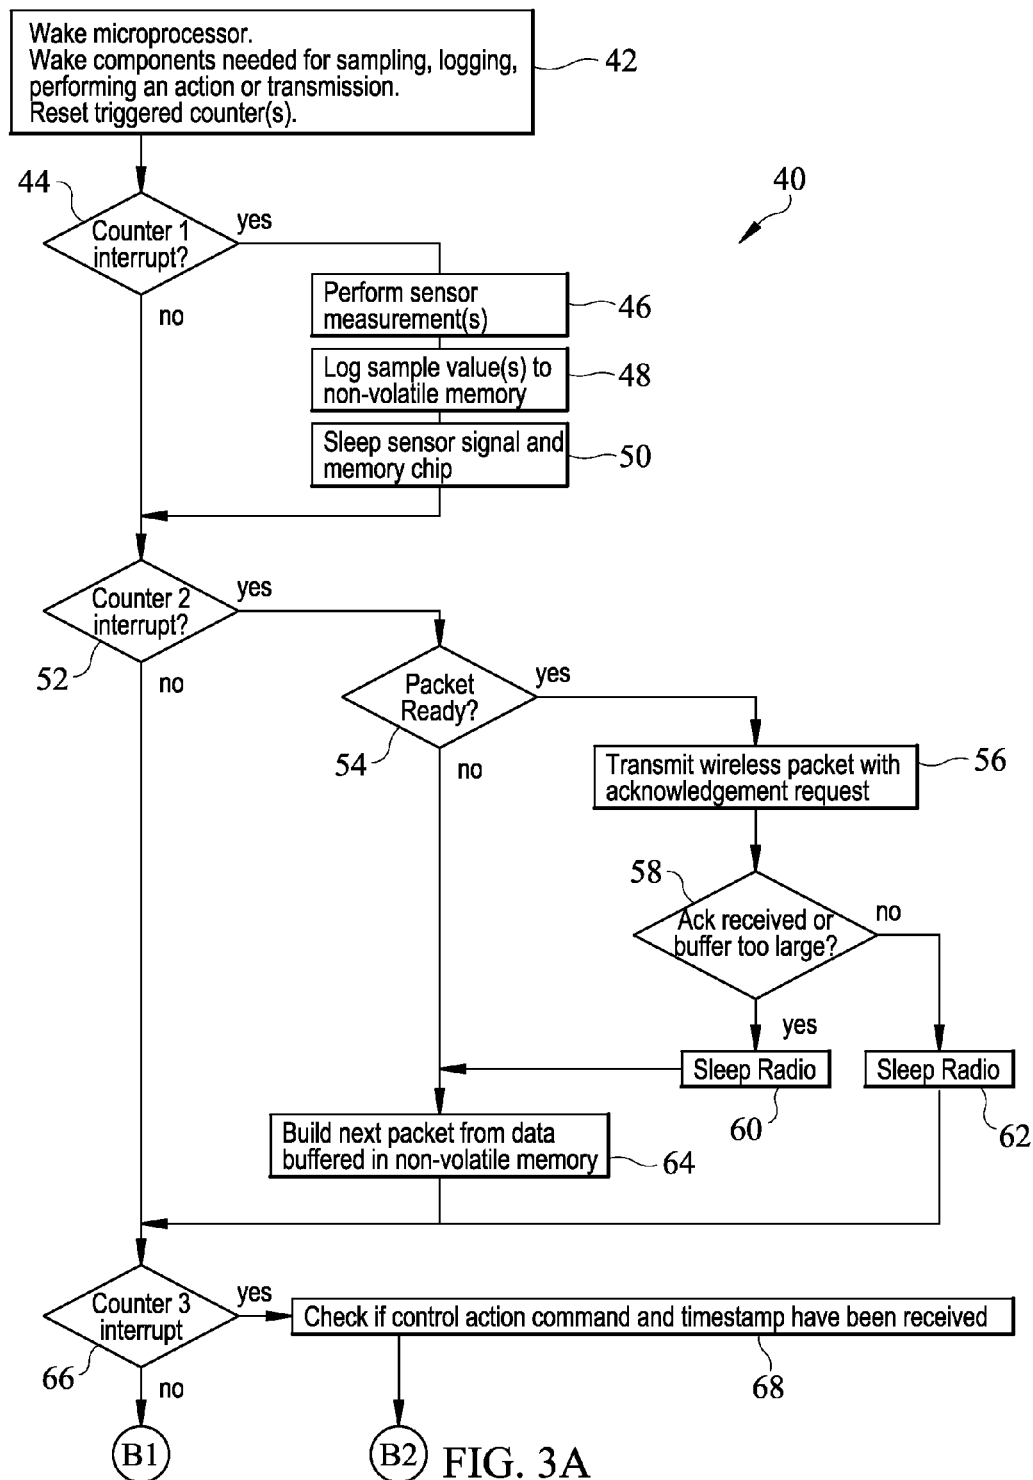 Wake microprocessor.
Wake components needed for sampling, logging,
performing an action or transmission.
Reset triggered counter(s).
42
44
Counter 1
interrupt?
yes
no
40
Perform sensor
measurement(s)
46
Log sample value(s) to
non-volatile memory
48
Sleep sensor signal and
memory chip
50
Counter 2
interrupt?
yes
52
no
Packet
Ready?
yes
54
no
Transmit wireless packet with
acknowledgement request
56
58
Ack received or
buffer too large?
no
yes
Sleep Radio
60
Sleep Radio
62
Build next packet from data
buffered in non-volatile memory
64
Counter 3
interrupt
yes
66
no
Check if control action command and timestamp have been received
68
B1
B2
FIG. 3A